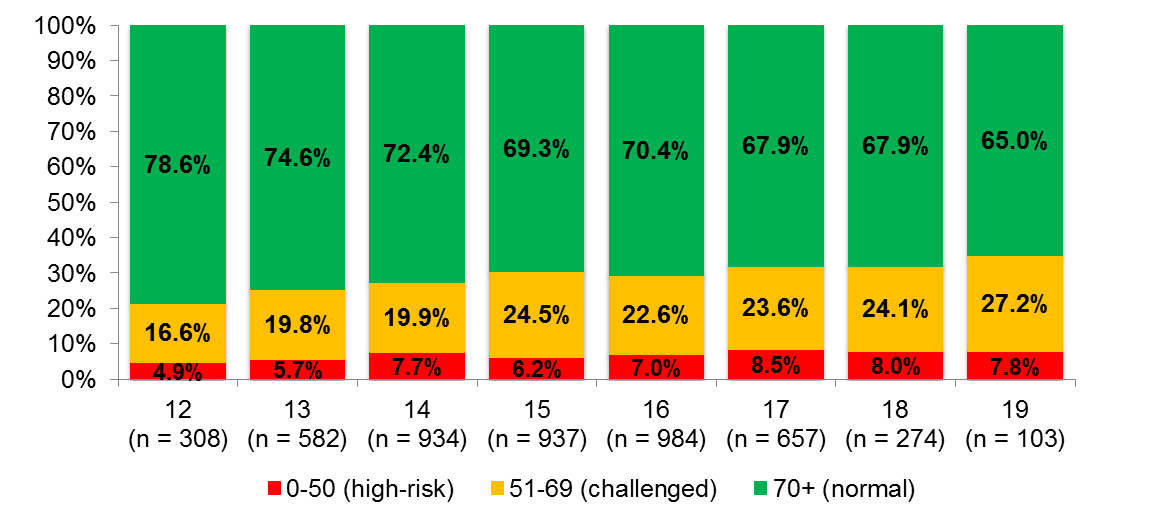 100%
90%
80%
70%
60%
50%
40%
30%
20%
10%
0%
78.6% 74.6% 72.4% 69.3% 70.4% 67.9% 67.9% 65.0%
16.6% 19.8% 19.9% 24.5% 22.6% 23.6% 24.1% 27.2%
4.9% 5.7% 7.7% 6.2% 7.0% 8.5% 8.0% 7.8%
12 13 14 15 16 17 18 19
(n = 308) (n = 582) (n = 934) (n = 937) (n = 984) (n = 657) (n = 274) (n = 103)
0-50 (high-risk) 51-69 (challenged) 70+ (normal)